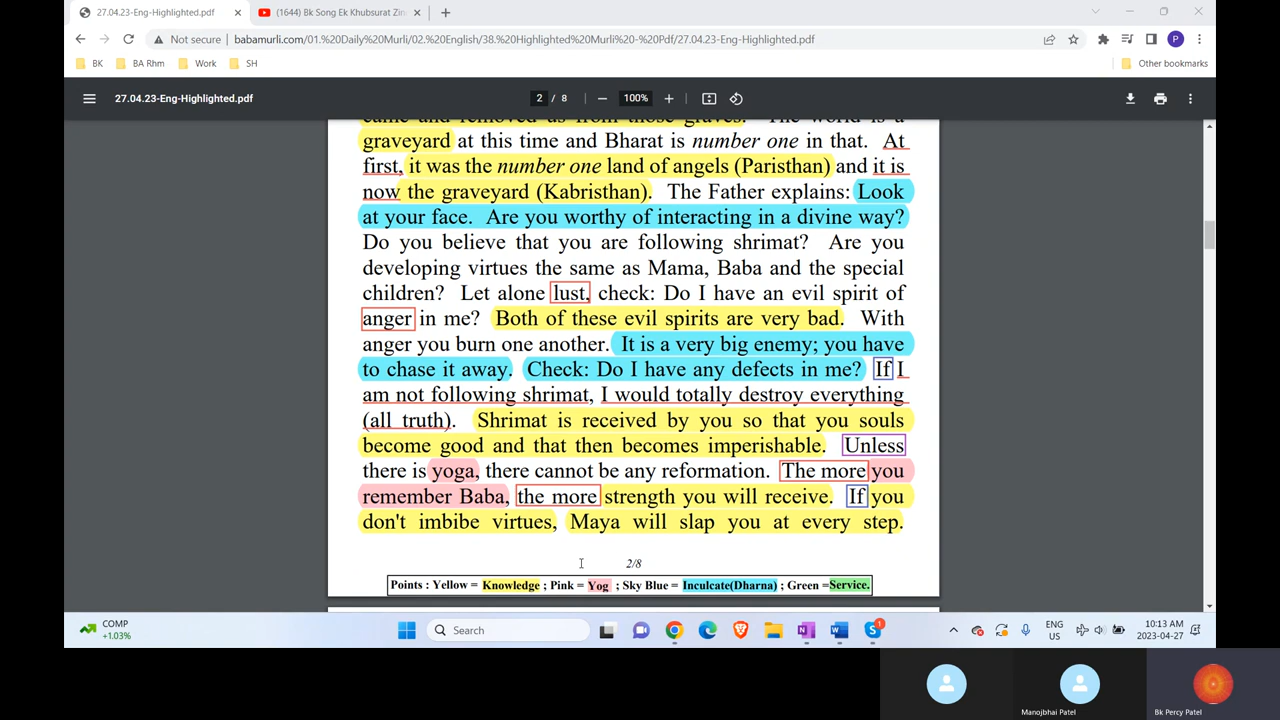 27.04.23-Eng-Highlighted.pdf
(1644) Bk Song Ek Khubsurat Zin
Not secure
babamurli.com/01.%20Daily%20Murli/02.%20English/38.%20Highlighted%20Murli%20-%20Pdf/27.04.23-Eng-Highlighted.pdf
P
BK
BA Rhm
Work
SH
Other bookmarks
27.04.23-Eng-Highlighted.pdf
2 / 8
100%
came and removed us from those graves. The world is a
graveyard at this time and Bharat is number one in that. At
first, it was the number one land of angels (Paristhan) and it is
now the graveyard (Kabristhan). The Father explains: Look
at your face. Are you worthy of interacting in a divine way?
Do you believe that you are following shrimat? Are you
developing virtues the same as Mama, Baba and the special
children? Let alone lust, check: Do I have an evil spirit of
anger in me? Both of these evil spirits are very bad. With
anger you burn one another. It is a very big enemy; you have
to chase it away. Check: Do I have any defects in me? If I
am not following shrimat, I would totally destroy everything
(all truth). Shrimat is received by you so that you souls
become good and that then becomes imperishable. Unless
there is yoga, there cannot be any reformation. The more you
remember Baba, the more strength you will receive. If you
don't imbibe virtues, Maya will slap you at every step.
2/8
Points : Yellow = Knowledge ; Pink = Yog ; Sky Blue = Inculcate(Dharna) ; Green =Service.
COMP
+1.03%
Search
1
ENG
US
10:13 AM
2023-04-27
Manojbhai Patel
Bk Percy Patel